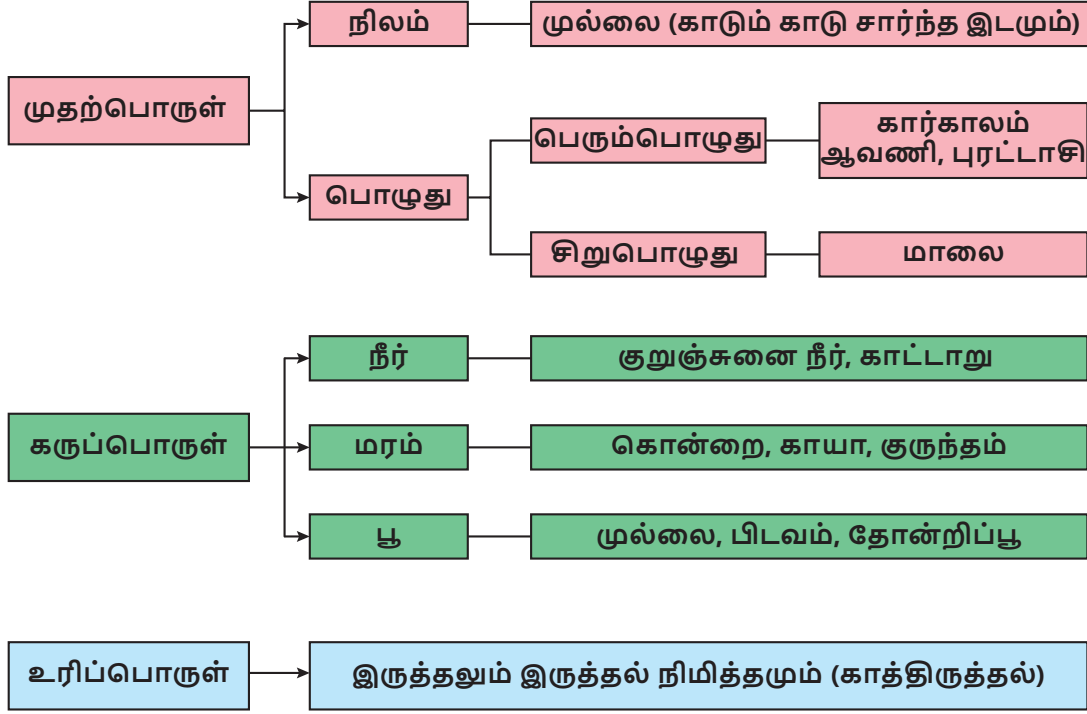 நிலம்
முல்லை (காடும் காடு சார்ந்த இடமும்)
முதற்பொருள்
பொழுது
பெரும்பொழுது
கார்காலம்
ஆவணி, புரட்டாசி
சிறுபொழுது
மாலை
நீர்
குறுஞ்சுனை நீர், காட்டாறு
கருப்பொருள்
மரம்
கொன்றை, காயா, குருந்தம்
பூ
முல்லை, பிடவம், தோன்றிப்பூ
உரிப்பொருள்
இருத்தலும் இருத்தல் நிமித்தமும் (காத்திருத்தல்)